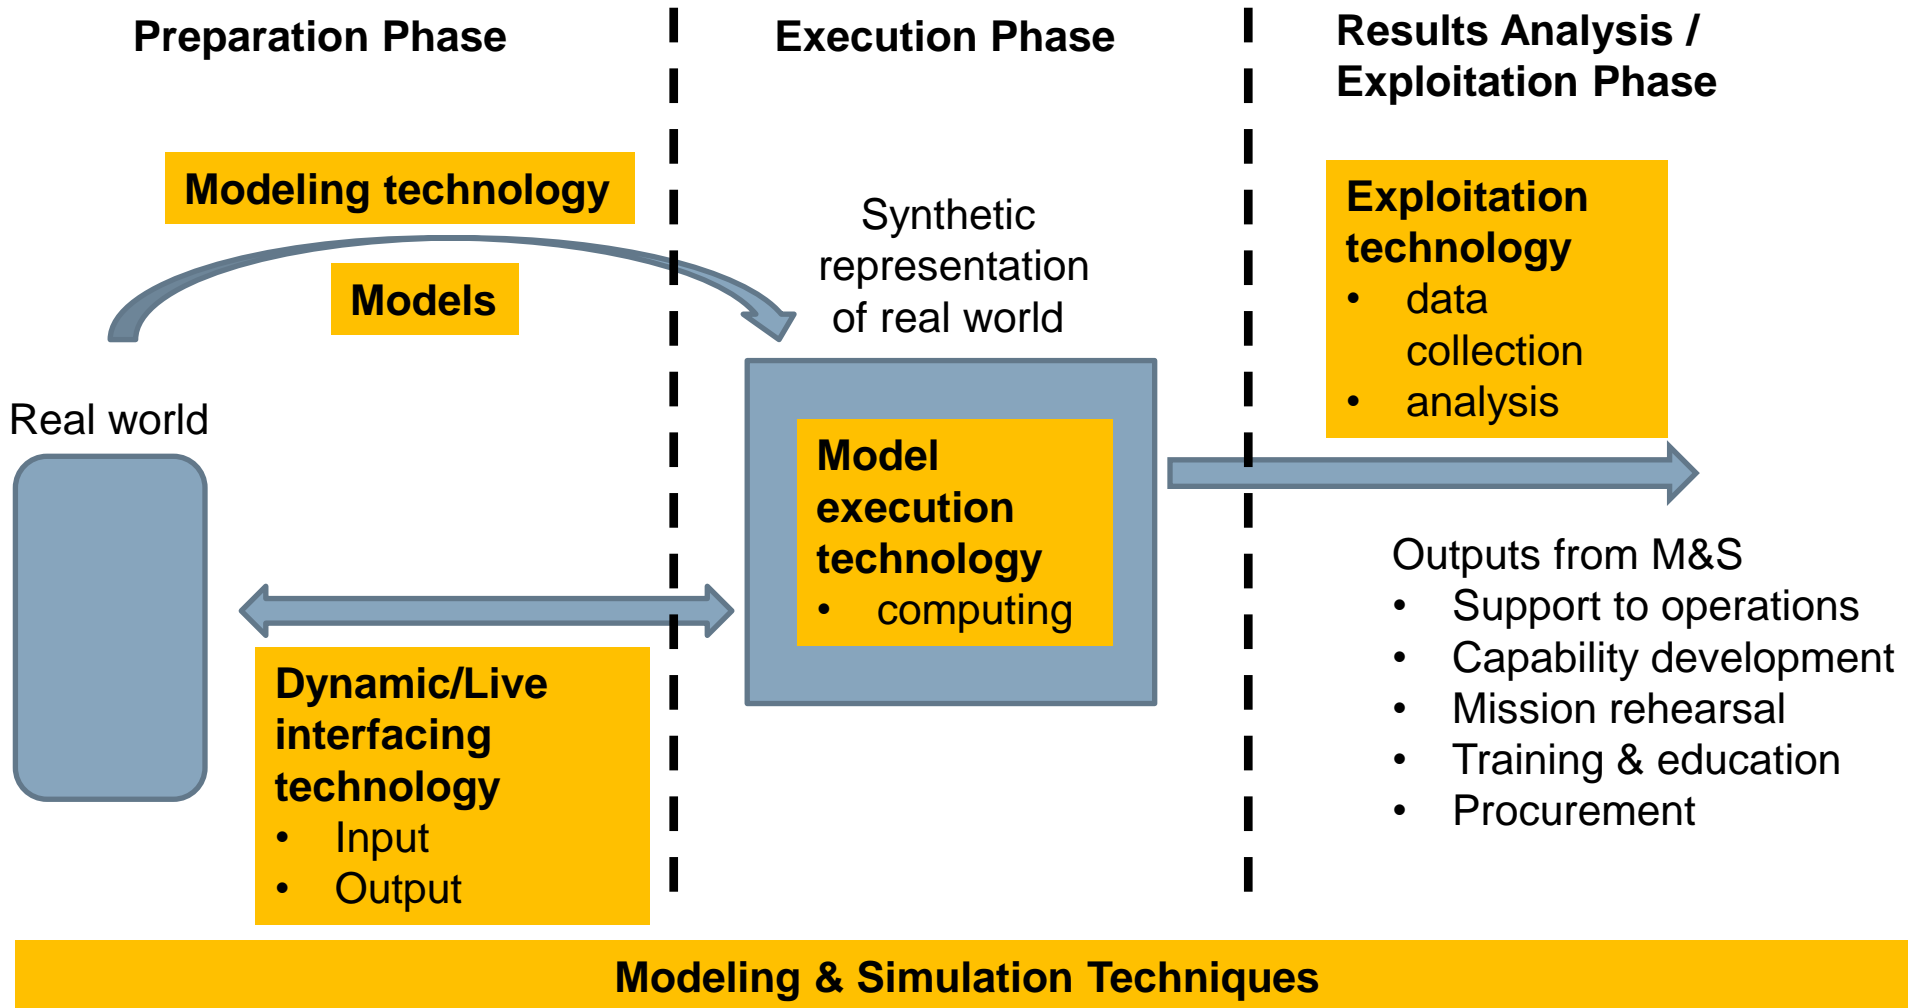 Preparation Phase
Execution Phase
Results Analysis /
Exploitation Phase
Modeling technology
Models
Real world
Dynamic/Live
interfacing
technology
• Input
• Output
Synthetic
representation
of real world
Model
execution
technology
• computing
Exploitation
technology
• data
collection
• analysis
Outputs from M&S
• Support to operations
• Capability development
• Mission rehearsal
• Training & education
• Procurement
Modeling & Simulation Techniques